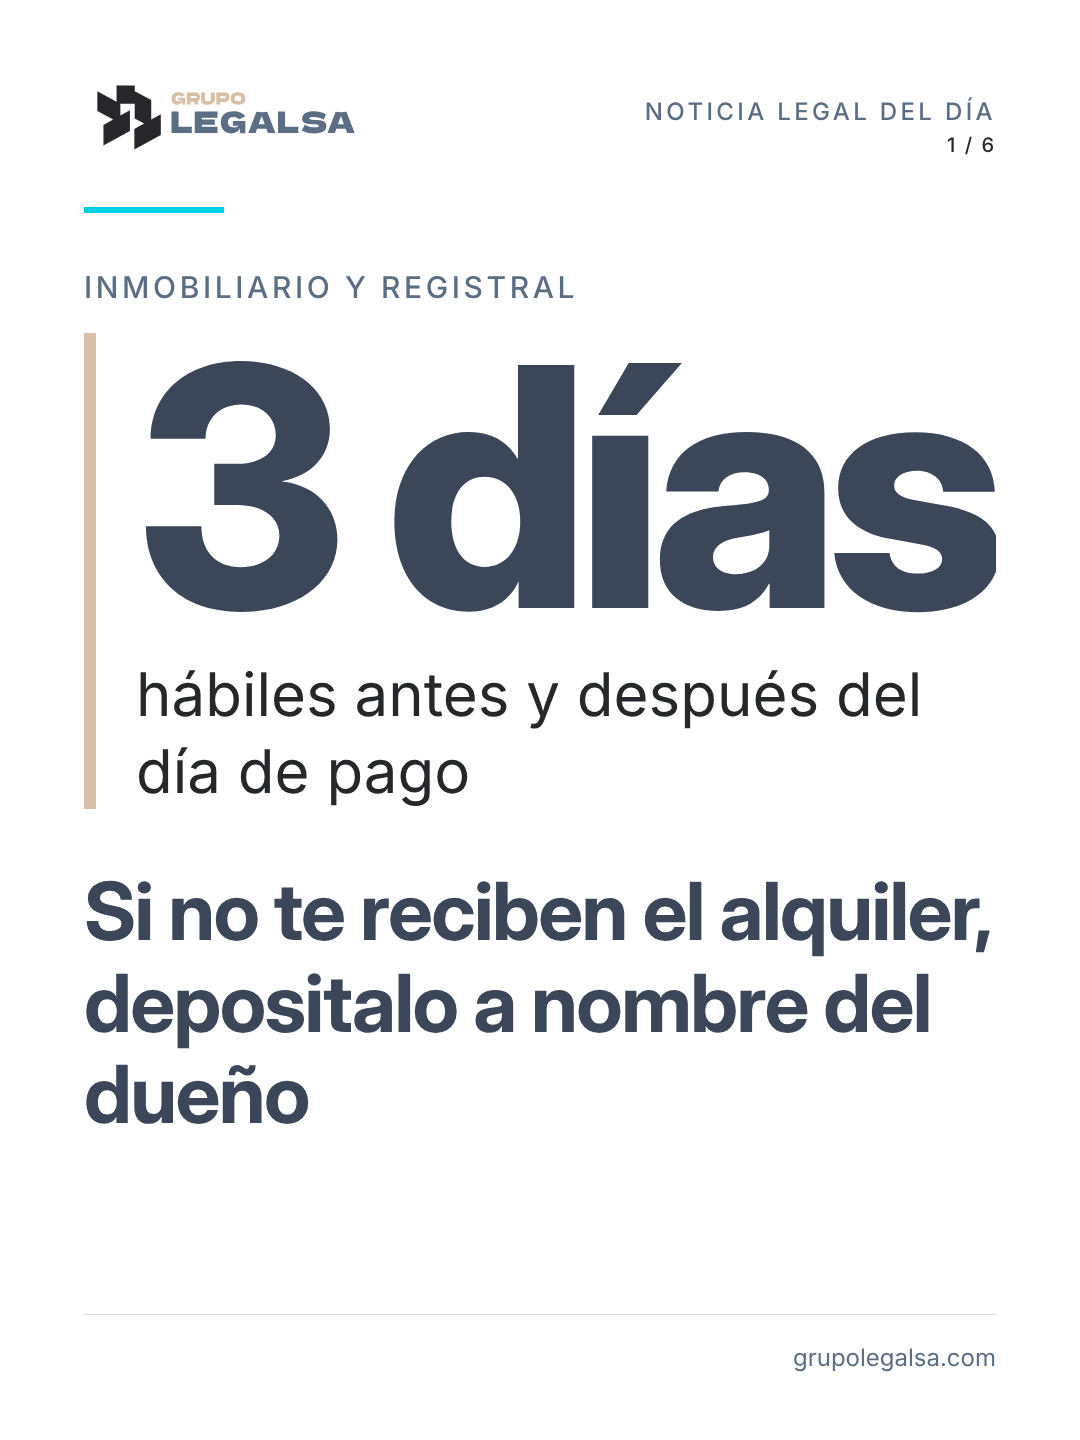 GRUPO
LEGALSA
NOTICIA LEGAL DEL DÍA
1 / 6
INMOBILIARIO Y REGISTRAL
3 días
hábiles antes y después del
día de pago
Si no te reciben el alquiler,
depositalo a nombre del
dueño
grupolegalsa.com